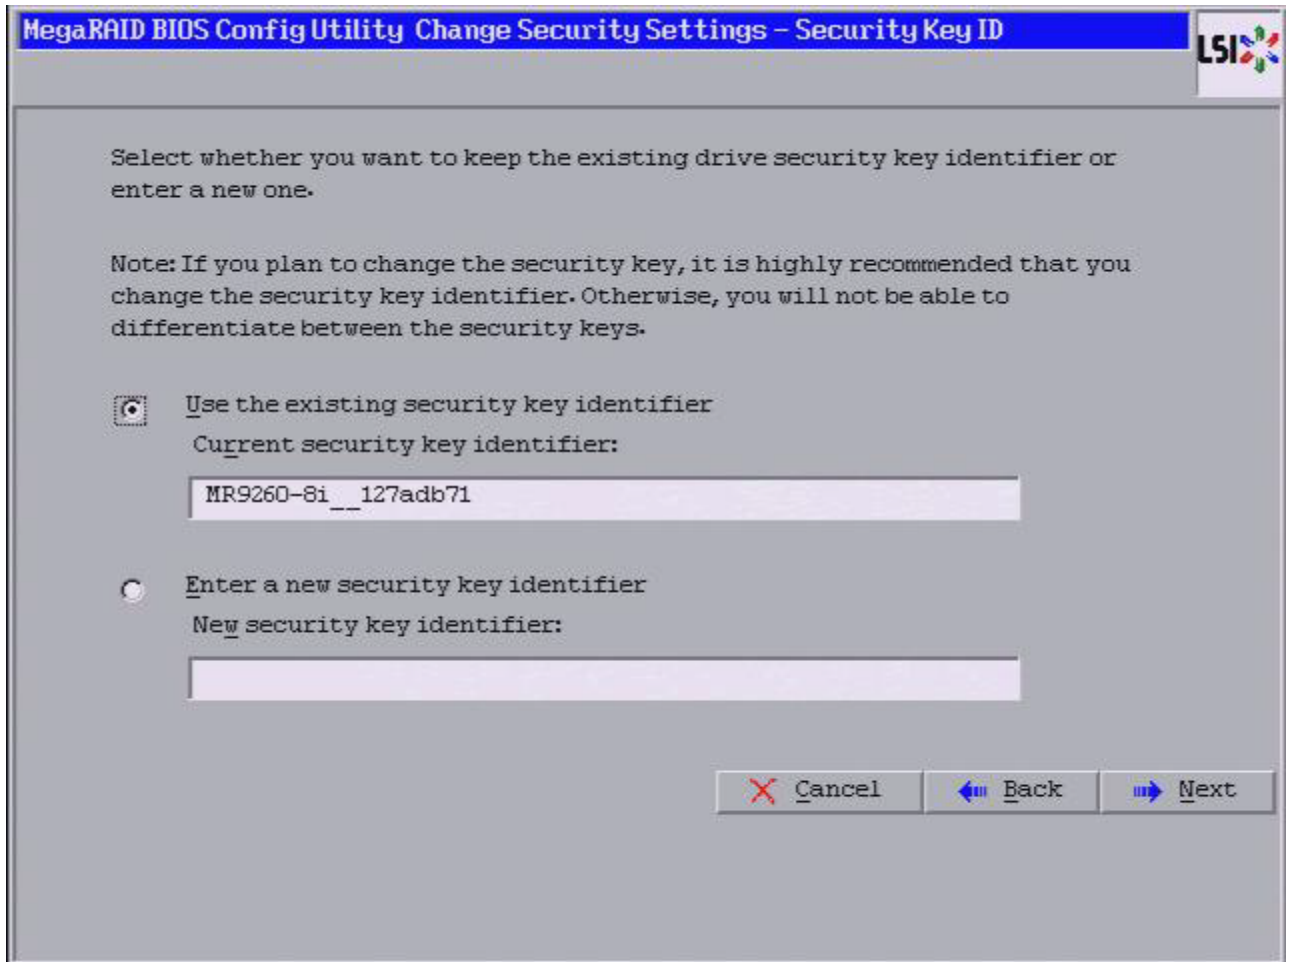 MegaRAID BIOS Config Utility Change Security Settings – Security Key ID
LSI
Select whether you want to keep the existing drive security key identifier or
enter a new one.
Note: If you plan to change the security key, it is highly recommended that you
change the security key identifier. Otherwise, you will not be able to
differentiate between the security keys.
Use the existing security key identifier
Current security key identifier:
MR9260-8i__127adb71
Enter a new security key identifier
New security key identifier:
Cancel Back Next